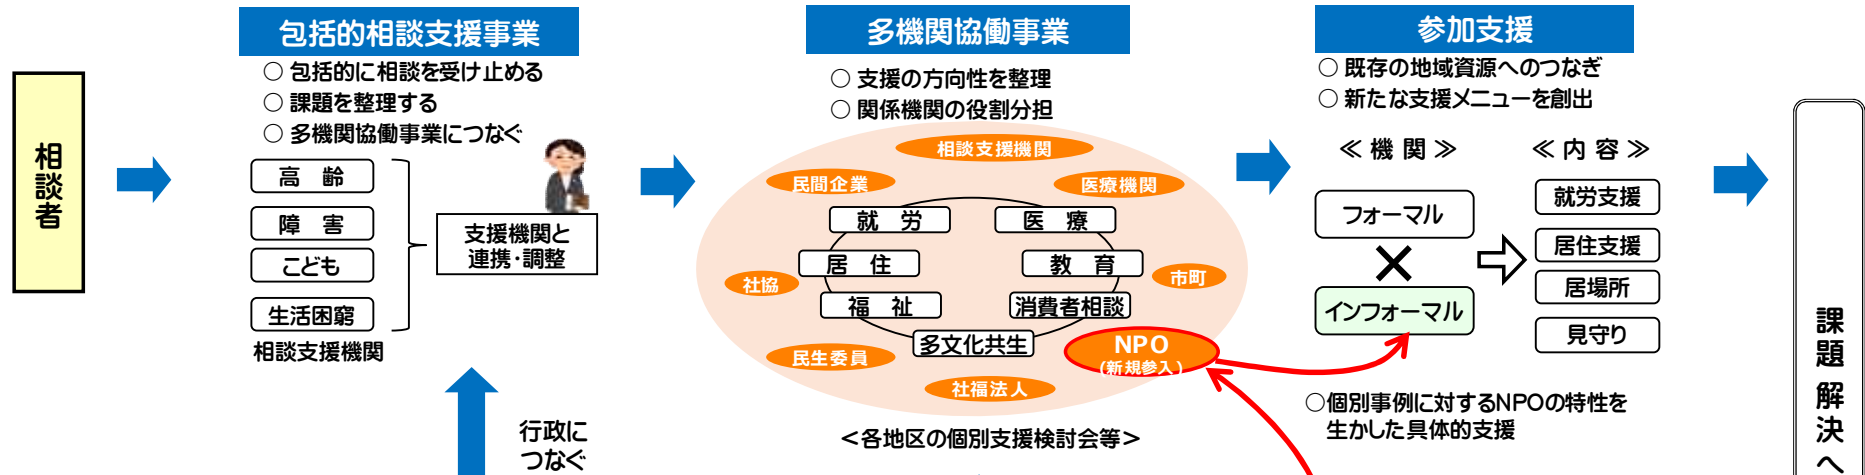 相談者
包括的相談支援事業
○ 包括的に相談を受け止める
○ 課題を整理する
○ 多機関協働事業につなぐ
高　齢
障　害
こども
生活困窮
相談支援機関
支援機関と
連携・調整
行政に
つなぐ
多機関協働事業
○ 支援の方向性を整理
○ 関係機関の役割分担
相談支援機関
民間企業
医療機関
就　労
医　療
居　住
教　育
社協
市町
福　祉
消費者相談
多文化共生
民生委員
NPO
(新規参入)
社福法人
<各地区の個別支援検討会等>
参加支援
○ 既存の地域資源へのつなぎ
○ 新たな支援メニューを創出
≪ 機 関 ≫
≪ 内 容 ≫
フォーマル
×
インフォーマル
就労支援
居住支援
居場所
見守り
○個別事例に対するNPOの特性を
生かした具体的支援
課題解決へ